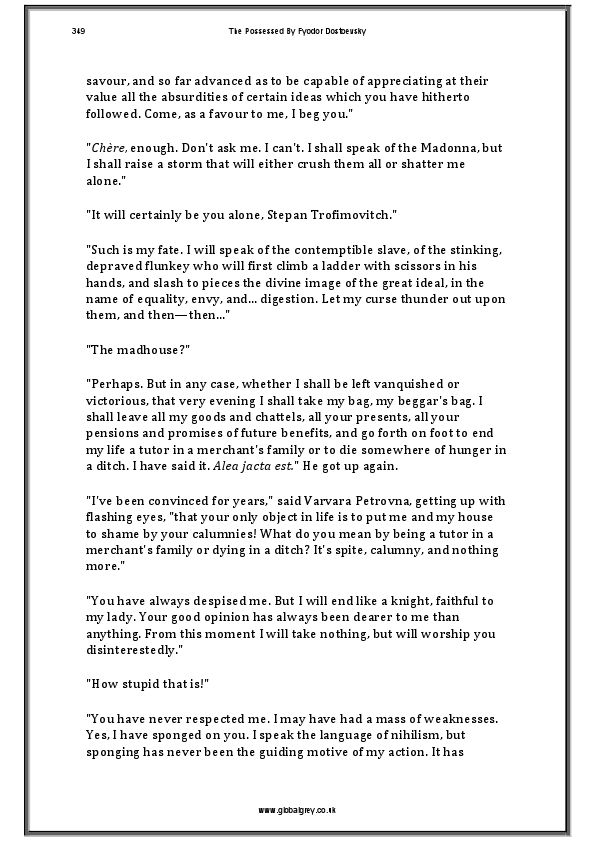 349
The Possessed By Fyodor Dostoevsky
savour, and so far advanced as to be capable of appreciating at their
value all the absurdities of certain ideas which you have hitherto
followed. Come, as a favour to me, I beg you."
"Chère, enough. Don't ask me. I can't. I shall speak of the Madonna, but
I shall raise a storm that will either crush them all or shatter me
alone."
"It will certainly be you alone, Stepan Trofimovitch."
"Such is my fate. I will speak of the contemptible slave, of the stinking,
depraved flunkey who will first climb a ladder with scissors in his
hands, and slash to pieces the divine image of the great ideal, in the
name of equality, envy, and... digestion. Let my curse thunder out upon
them, and then—then..."
"The madhouse?"
"Perhaps. But in any case, whether I shall be left vanquished or
victorious, that very evening I shall take my bag, my beggar's bag. I
shall leave all my goods and chattels, all your presents, all your
pensions and promises of future benefits, and go forth on foot to end
my life a tutor in a merchant's family or to die somewhere of hunger in
a ditch. I have said it. Alea jacta est." He got up again.
"I've been convinced for years," said Varvara Petrovna, getting up with
flashing eyes, "that your only object in life is to put me and my house
to shame by your calumnies! What do you mean by being a tutor in a
merchant's family or dying in a ditch? It's spite, calumny, and nothing
more."
"You have always despised me. But I will end like a knight, faithful to
my lady. Your good opinion has always been dearer to me than
anything. From this moment I will take nothing, but will worship you
disinterestedly."
"How stupid that is!"
"You have never respected me. I may have had a mass of weaknesses.
Yes, I have sponged on you. I speak the language of nihilism, but
sponging has never been the guiding motive of my action. It has
www.globalgrey.co.uk